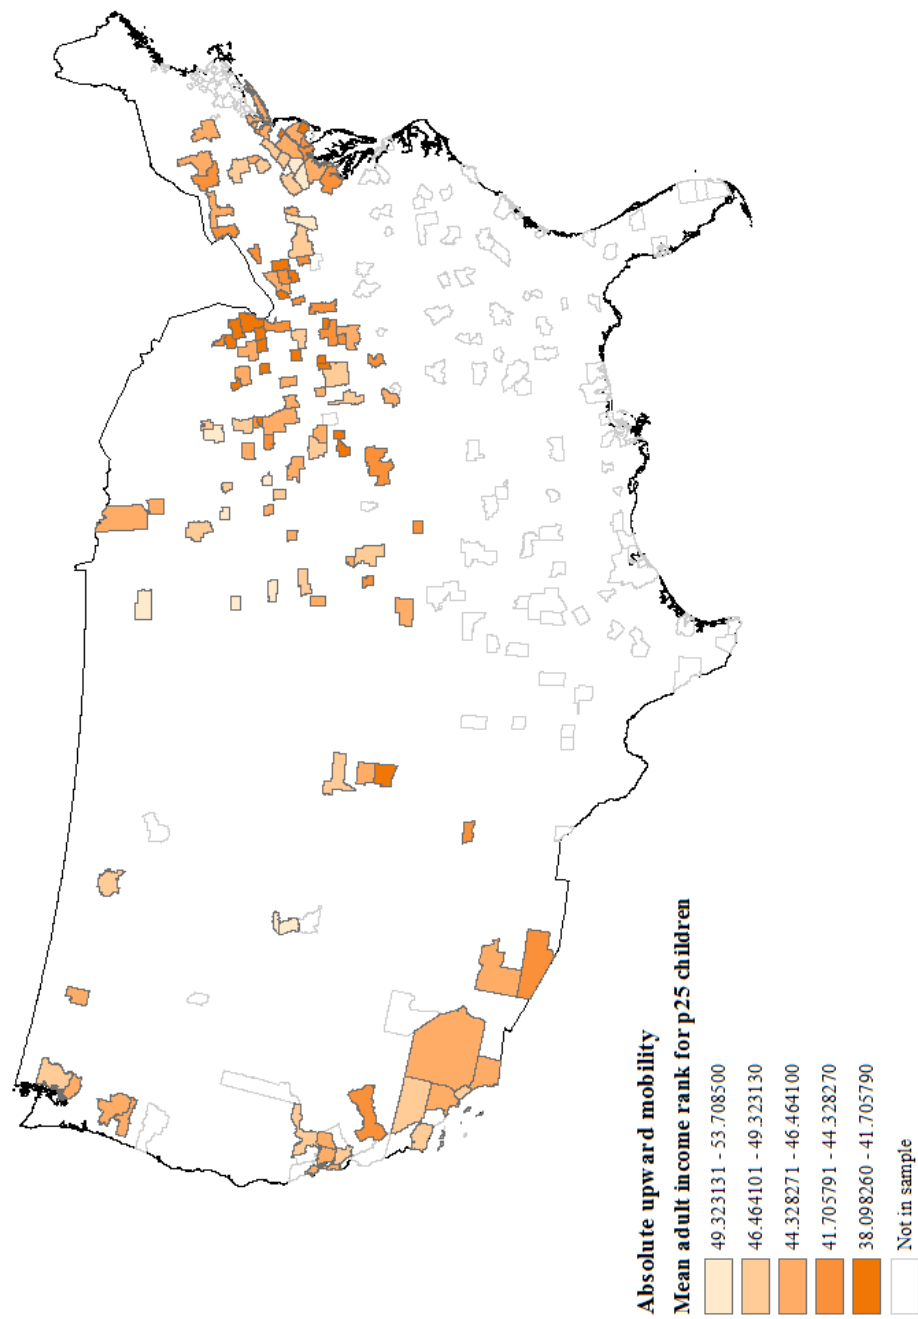 Absolute upward mobility
Mean adult income rank for p25 children
49.323131 - 53.708500
46.464101 - 49.323130
44.328271 - 46.464100
41.705791 - 44.328270
38.098260 - 41.705790
Not in sample